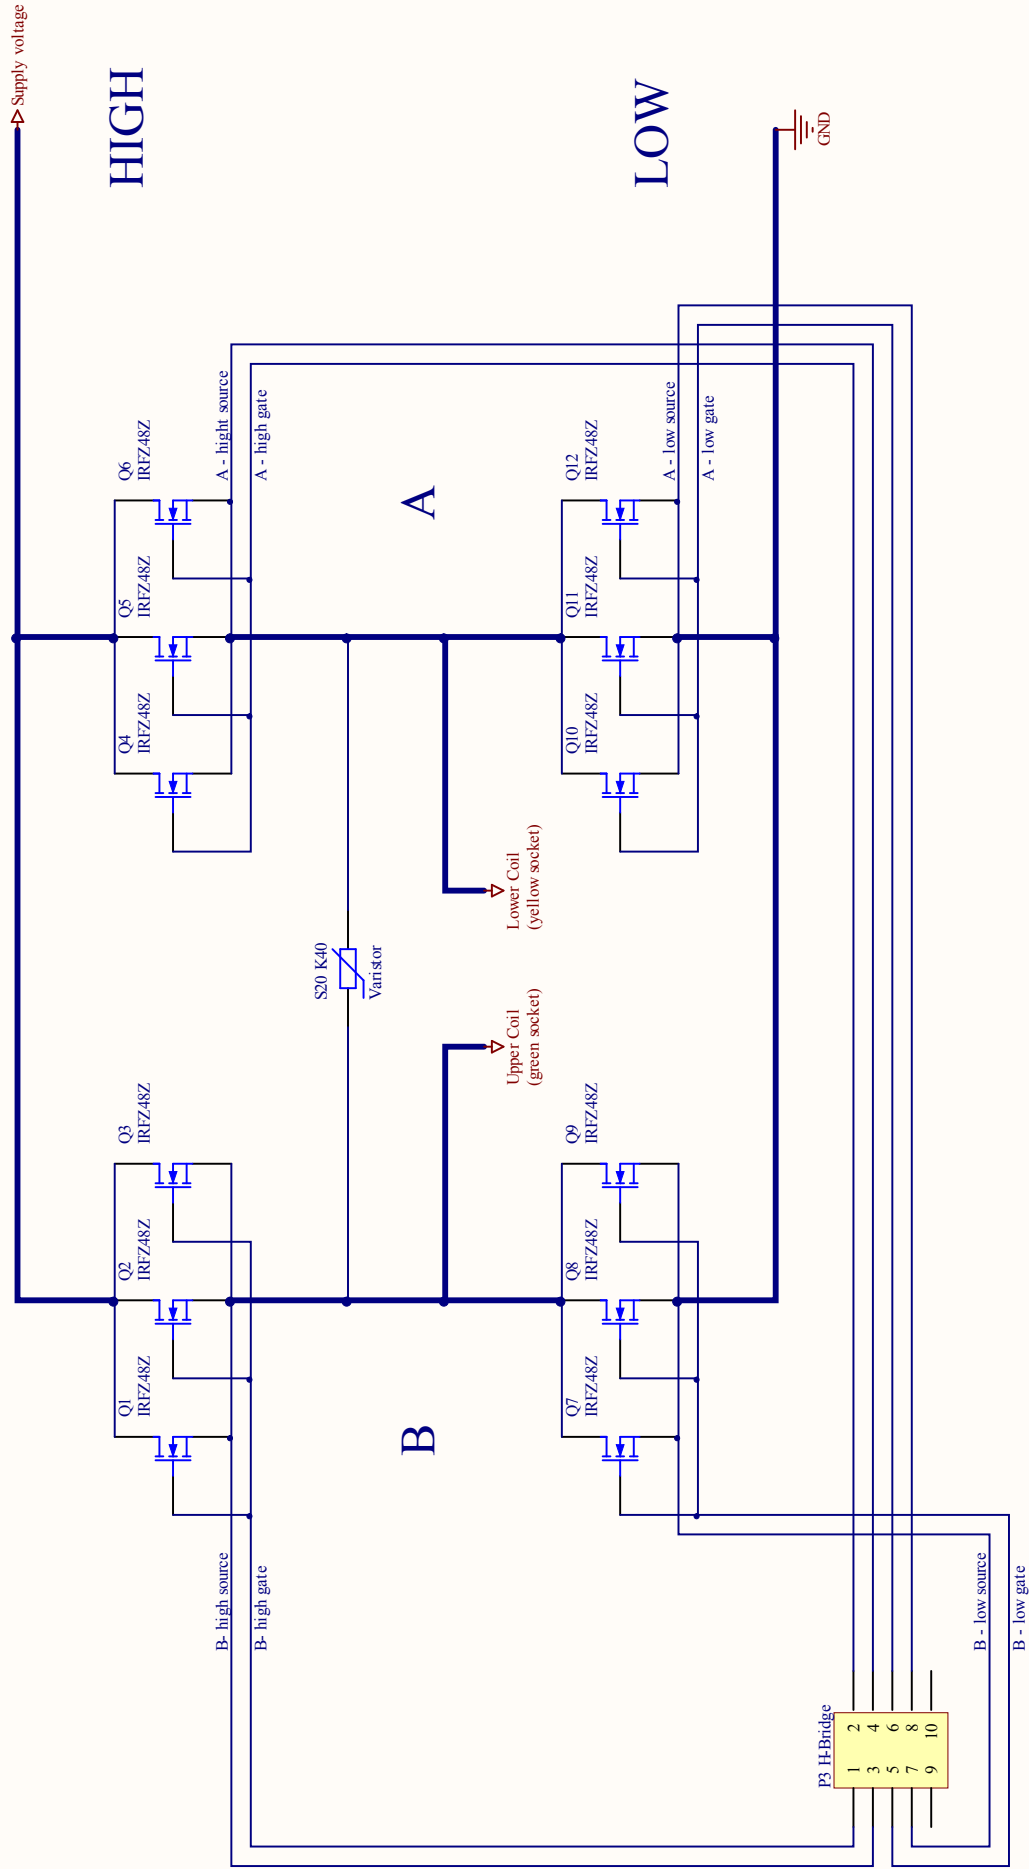 Supply voltage
HIGH
LOW
GND
Q6
IRFZ48Z
Q5
IRFZ48Z
Q4
IRFZ48Z
A - hight source
A - high gate
A
Q12
IRFZ48Z
Q11
IRFZ48Z
Q10
IRFZ48Z
A - low source
A - low gate
S20 K40
Varistor
Lower Coil
(yellow socket)
Upper Coil
(green socket)
Q3
IRFZ48Z
Q2
IRFZ48Z
Q1
IRFZ48Z
B- high source
B- high gate
B
Q9
IRFZ48Z
Q8
IRFZ48Z
Q7
IRFZ48Z
B - low source
B - low gate
P3 H-Bridge
1 2
3 4
5 6
7 8
9 10